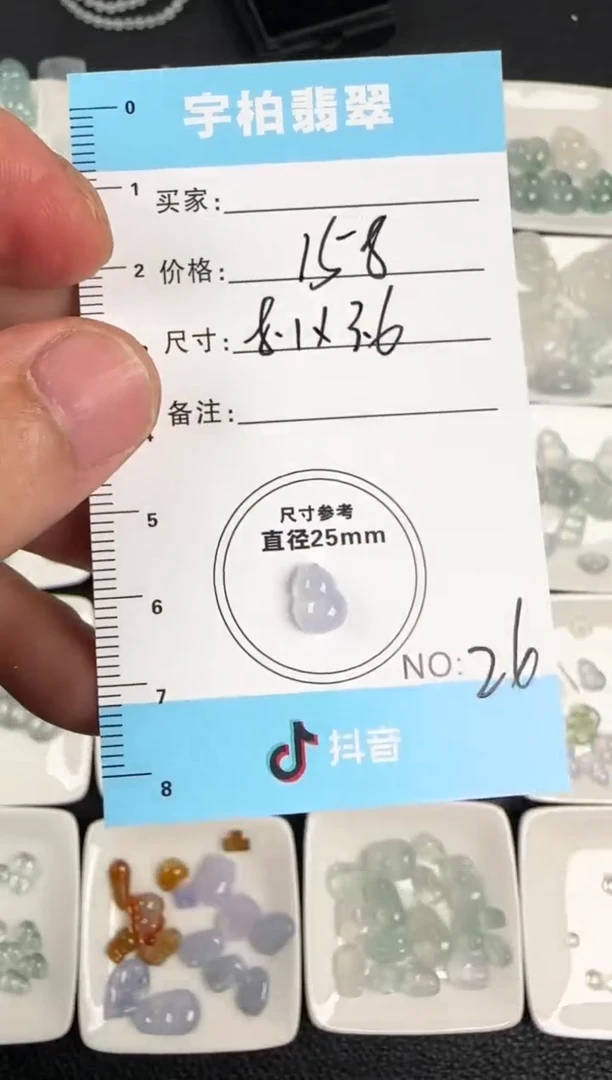 宇柏翡翠
0
1
买家:
2
价格: 158
尺寸: 8.1X3.6
备注:
尺寸参考
直径25mm
5
6
NO: 26
7
抖音
8